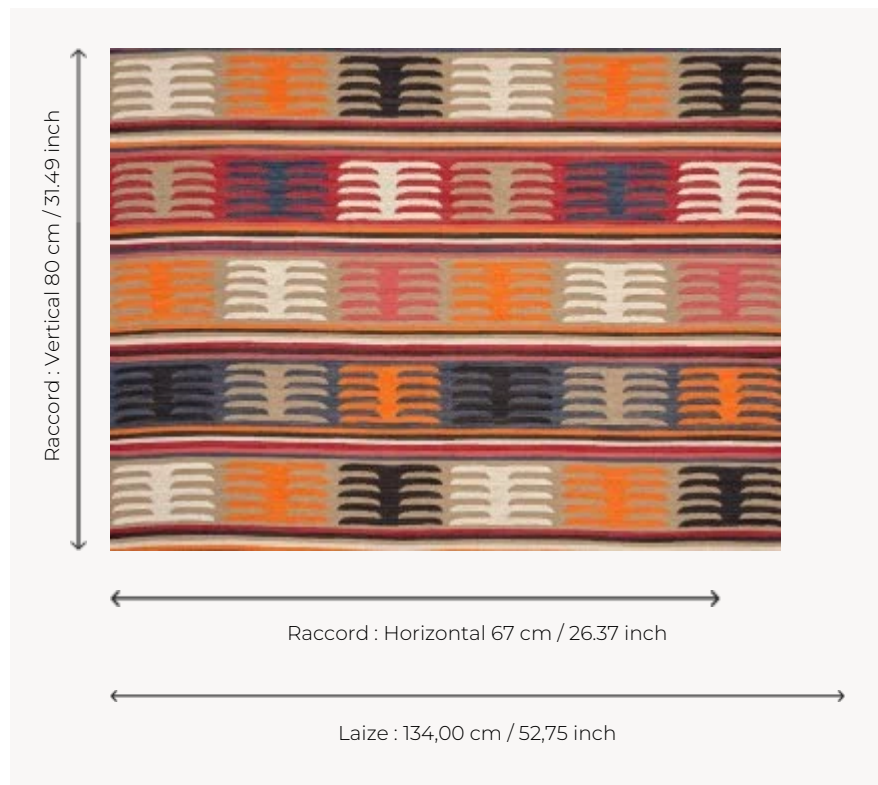 Raccord : Vertical 80 cm / 31.49 inch
Raccord : Horizontal 67 cm / 26.37 inch
Laize : 134,00 cm / 52,75 inch